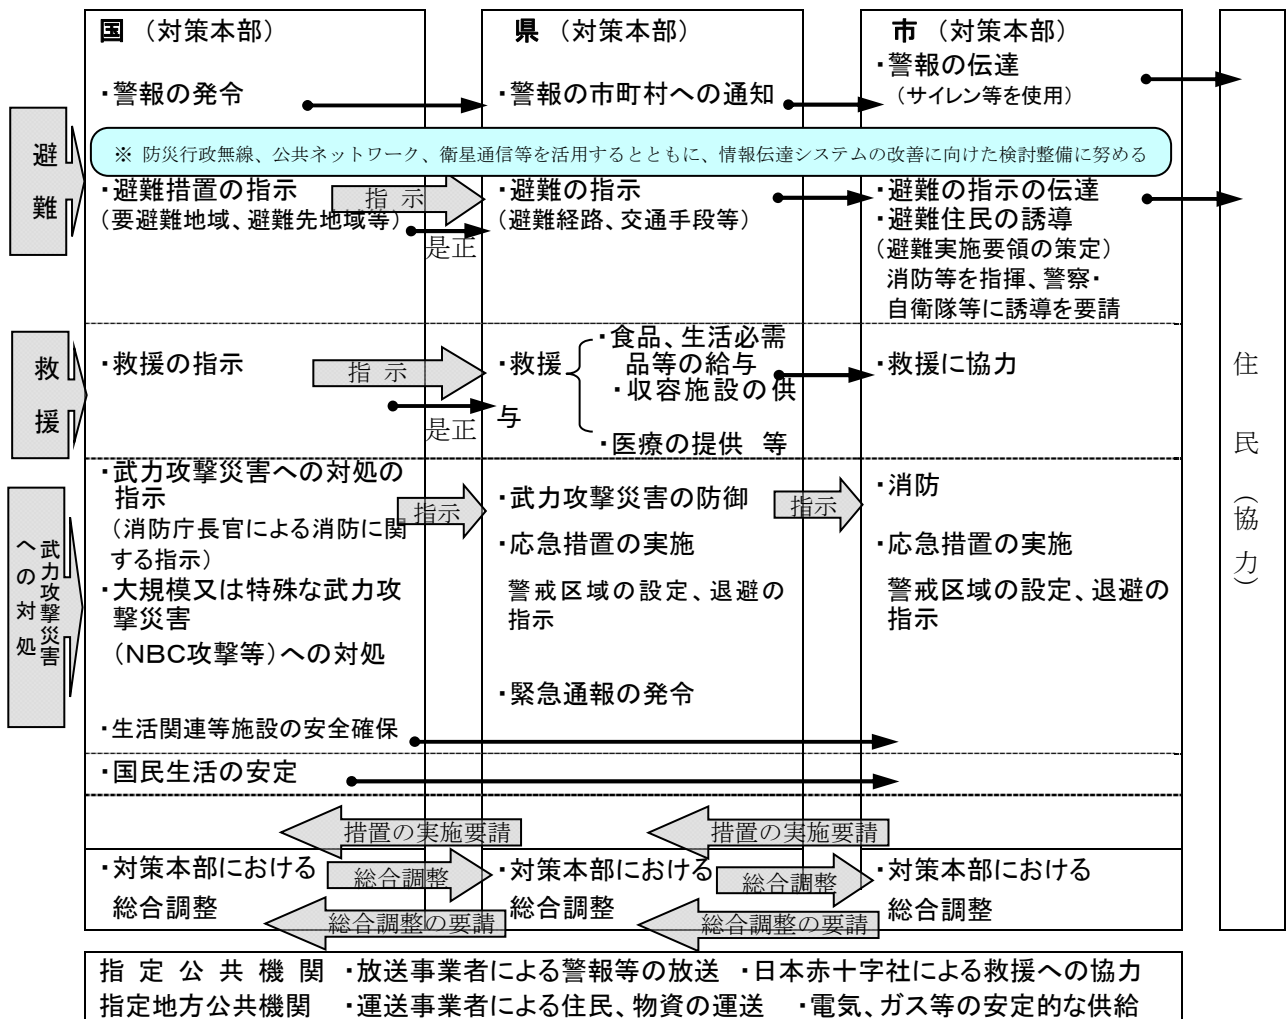 国 (対策本部)
県 (対策本部)
市 (対策本部)
・警報の発令
・警報の市町村への通知
・警報の伝達
(サイレン等を使用)
避難
※ 防災行政無線、公共ネットワーク、衛星通信等を活用するとともに、情報伝達システムの改善に向けた検討整備に努める
・避難措置の指示
(要避難地域、避難先地域等)
指 示
是正
・避難の指示
(避難経路、交通手段等)
・避難の指示の伝達
・避難住民の誘導
(避難実施要領の策定)
消防等を指揮、警察・
自衛隊等に誘導を要請
救援
・救援の指示
指 示
是正
・救援
・食品、生活必需
品等の給与
・収容施設の供
与
・医療の提供 等
・救援に協力
住民(協力)
武力攻撃災害
への対処
・武力攻撃災害への対処の
指示
(消防庁長官による消防に関
する指示)
・大規模又は特殊な武力攻
撃災害
(NBC攻撃等)への対処
指示
・武力攻撃災害の防御
・応急措置の実施
警戒区域の設定、退避の
指示
・緊急通報の発令
指示
・消防
・応急措置の実施
警戒区域の設定、退避の
指示
・生活関連等施設の安全確保
・国民生活の安定
措置の実施要請
措置の実施要請
・対策本部における
総合調整
総合調整
総合調整の要請
・対策本部における
総合調整
総合調整
総合調整の要請
・対策本部における
総合調整
指 定 公 共 機 関 ・放送事業者による警報等の放送 ・日本赤十字社による救援への協力
指定地方公共機関 ・運送事業者による住民、物資の運送 ・電気、ガス等の安定的な供給